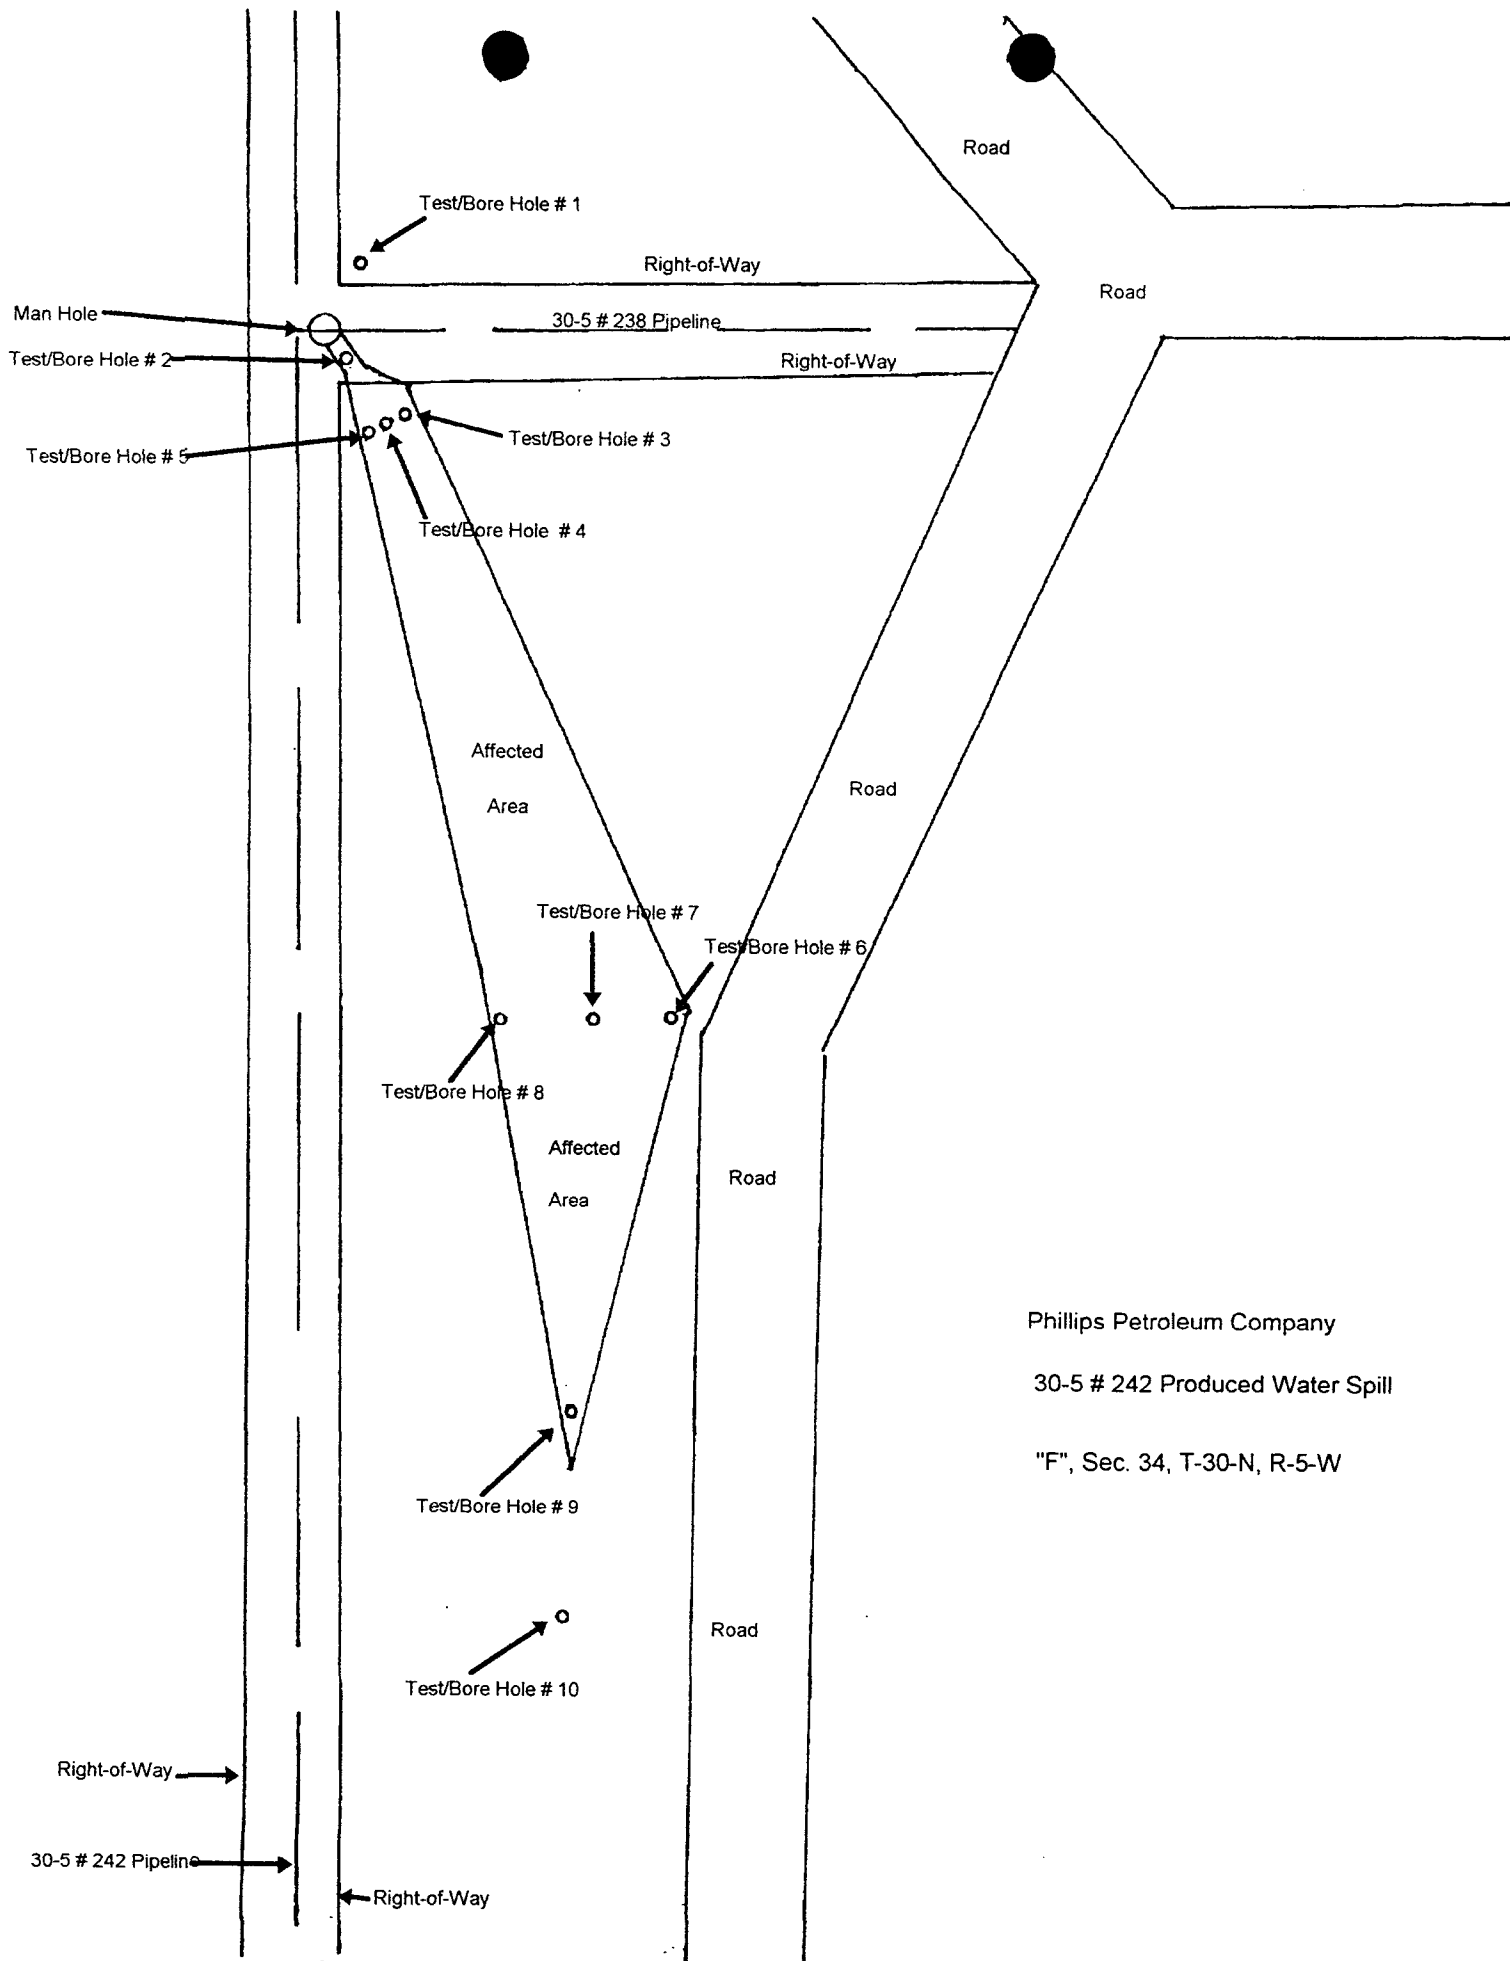 Road
Test/Bore Hole # 1
Right-of-Way
Road
Man Hole
30-5 # 238 Pipeline
Test/Bore Hole # 2
Right-of-Way
Test/Bore Hole # 3
Test/Bore Hole # 5
Test/Bore Hole # 4
Affected
Area
Road
Test/Bore Hole # 7
Test/Bore Hole # 6
Test/Bore Hole # 8
Affected
Area
Road
Phillips Petroleum Company
30-5 # 242 Produced Water Spill
"F", Sec. 34, T-30-N, R-5-W
Test/Bore Hole # 9
Road
Test/Bore Hole # 10
Right-of-Way
30-5 # 242 Pipeline
Right-of-Way